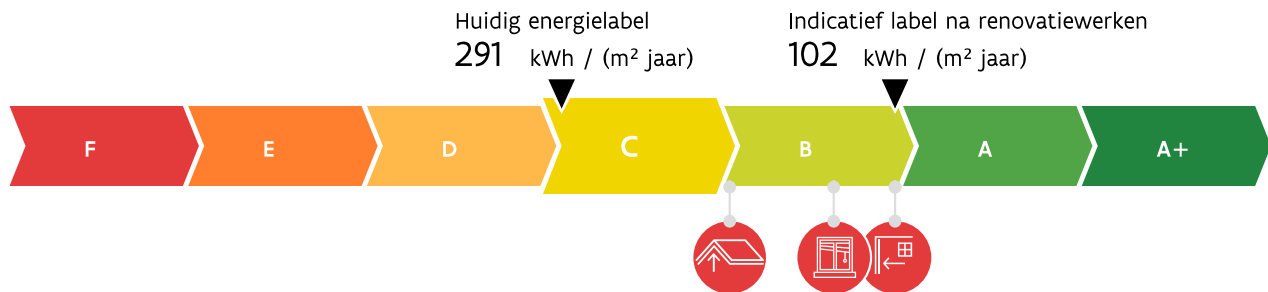 Huidig energielabel
291 kWh / (m² jaar)
Indicatief label na renovatiewerken
102 kWh / (m² jaar)
F
E
D
C
B
A
A+